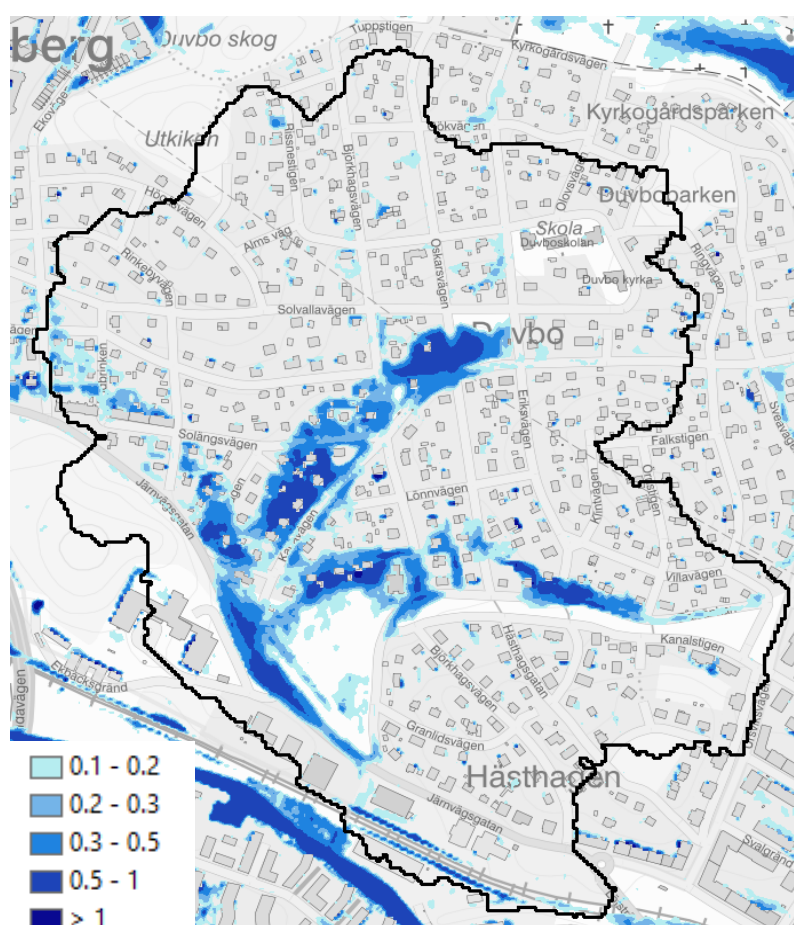 Tuppstigen
Duvbo skog
berg
Kyrkogårdsvägen
Ekovägen
Kyrkogårdsparken
Utkiken
Rissnestigen
Björkhagsvägen
Olovsvägen
Duvboparken
Alms väg
Skola
Duvboskolan
Oskarsvägen
Ringvägen
Rinkebyvägen
Duvbo kyrka
Solvallavägen
Duvbo
Eriksvägen
Solängsvägen
Falkstigen
Järnvägsgatan
Lönnvägen
Klintvägen
Villavägen
Hästhagsgatan
Kanalstigen
Björkhagsvägen
Granlidsvägen
Hästhagen
Järnvägsgatan
Svalgränd
0.1 - 0.2
0.2 - 0.3
0.3 - 0.5
0.5 - 1
> 1